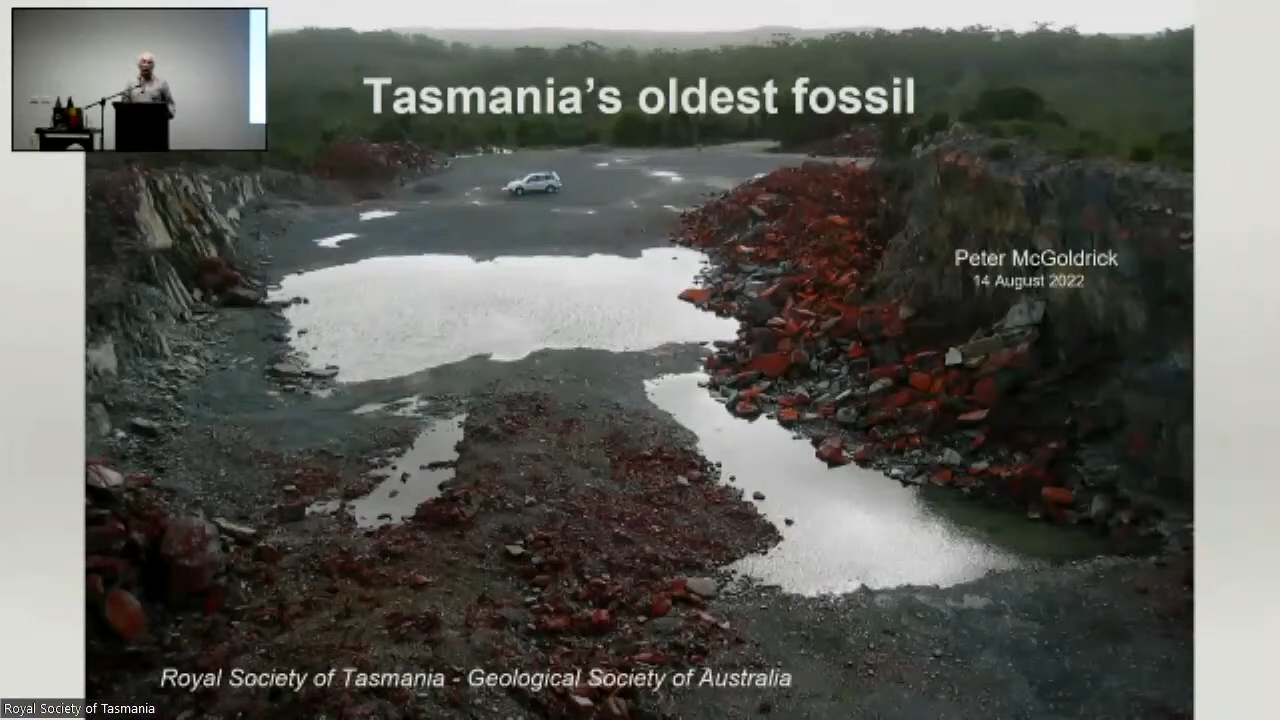 Tasmania's oldest fossil
Peter McGoldrick
14 August 2022
Royal Society of Tasmania - Geological Society of Australia
Royal Society of Tasmania